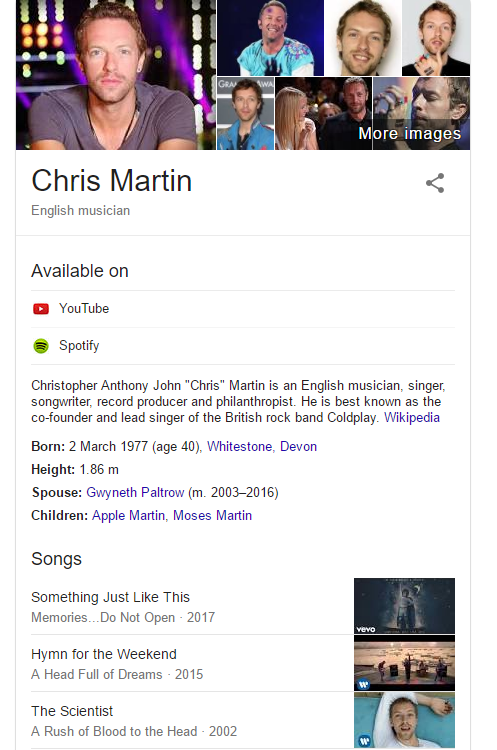 GRAMMY AWA
More images
Chris Martin
English musician
Available on
YouTube
Spotify
Christopher Anthony John "Chris" Martin is an English musician, singer,
songwriter, record producer and philanthropist. He is best known as the
co-founder and lead singer of the British rock band Coldplay. Wikipedia
Born: 2 March 1977 (age 40), Whitestone, Devon
Height: 1.86 m
Spouse: Gwyneth Paltrow (m. 2003–2016)
Children: Apple Martin, Moses Martin
Songs
Something Just Like This
Memories...Do Not Open · 2017
vevo
Hymn for the Weekend
A Head Full of Dreams · 2015
The Scientist
A Rush of Blood to the Head · 2002